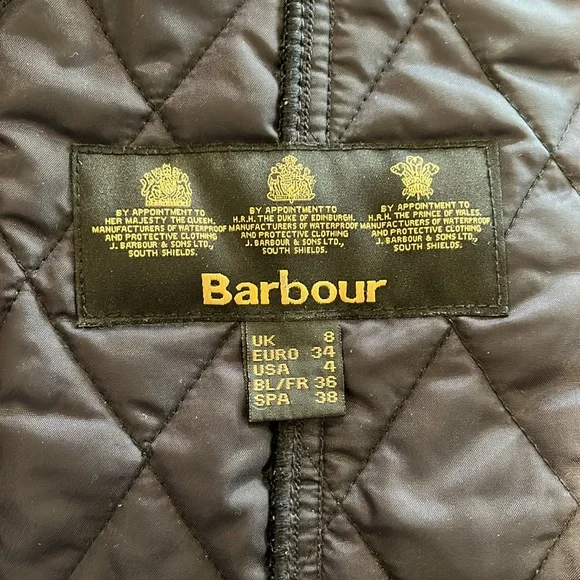 BY APPOINTMENT TO
HER MAJESTY THE QUEEN.
MANUFACTURERS OF WATERPROOF
AND PROTECTIVE CLOTHING
J. BARBOUR & SONS LTD.,
SOUTH SHIELDS.
BY APPOINTMENT TO
H.R.H. THE DUKE OF EDINBURGH.
MANUFACTURERS OF WATERPROOF
AND PROTECTIVE CLOTHING
J. BARBOUR & SONS LTD.,
SOUTH SHIELDS.
BY APPOINTMENT TO
H.R.H. THE PRINCE OF WALES.
MANUFACTURERS OF WATERPROOF
AND PROTECTIVE CLOTHING
J. BARBOUR & SONS LTD.,
SOUTH SHIELDS.
Barbour
UK 8
EURO 34
USA 4
BL/FR 36
SPA 38